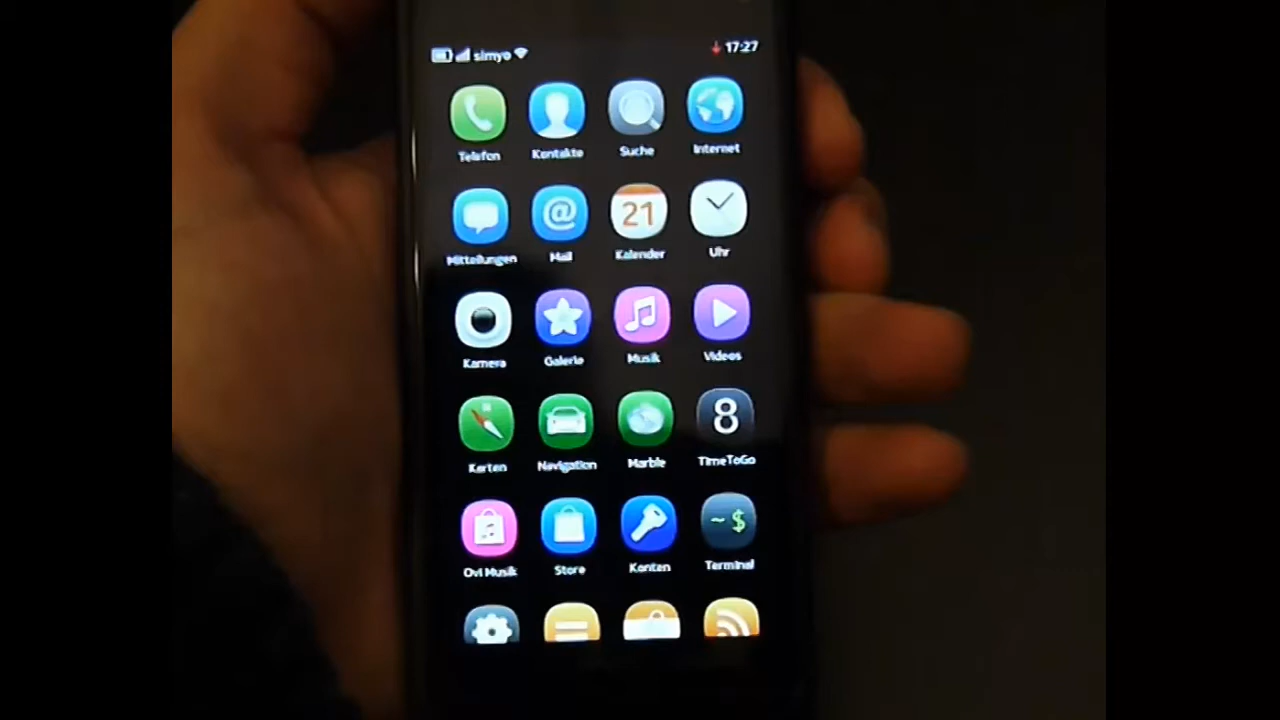 simyo 17:27
Telefon Kontakte Suche Internet
@
21
Mitteilungen Mail Kalender Uhr
Kamera Galerie Musik Videos
8
Karten Navigation Marble TimeToGo
~ $
Ovi Musik Store Konten Terminal